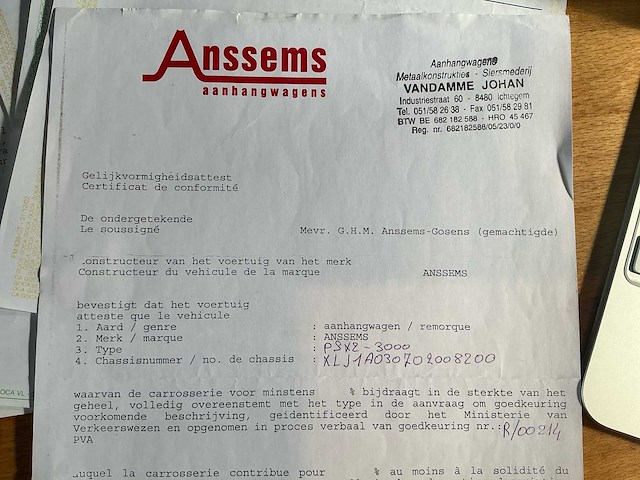 Anssems
aanhangwagens
Aanhangwagens
Metaalkonstrukties - Siersmederij
VANDAMME JOHAN
Industriestraat 60 - 8480 Ichtegem
Tel. 051/58 26 38 - Fax 051/58 29 81
BTW BE 682 182 588 - HRO 45 467
Reg. nr. 682182588/05/23/0/0
Gelijkvormigheidsattest
Certificat de conformité
De ondergetekende
Le soussigné Mevr. G.H.M. Anssems-Gosens (gemachtigde)
constructeur van het voertuig van het merk
Constructeur du vehicule de la marque ANSSEMS
bevestigt dat het voertuig
atteste que le vehicule
1. Aard / genre : aanhangwagen / remorque
2. Merk / marque : ANSSEMS
3. Type : PSX2-3000
4. Chassisnummer / no. de chassis : XLJ1A030702008200
waarvan de carrosserie voor minstens % bijdraagt in de sterkte van het
geheel, volledig overeenstemt met het type in de aanvraag om goedkeuring
voorkomende beschrijving, geidentificeerd door het Ministerie van
Verkeerswezen en opgenomen in proces verbaal van goedkeuring nr.: R/00214
PVA
uquel la carrosserie contribue pour % au moins à la solidité du
OCA VL